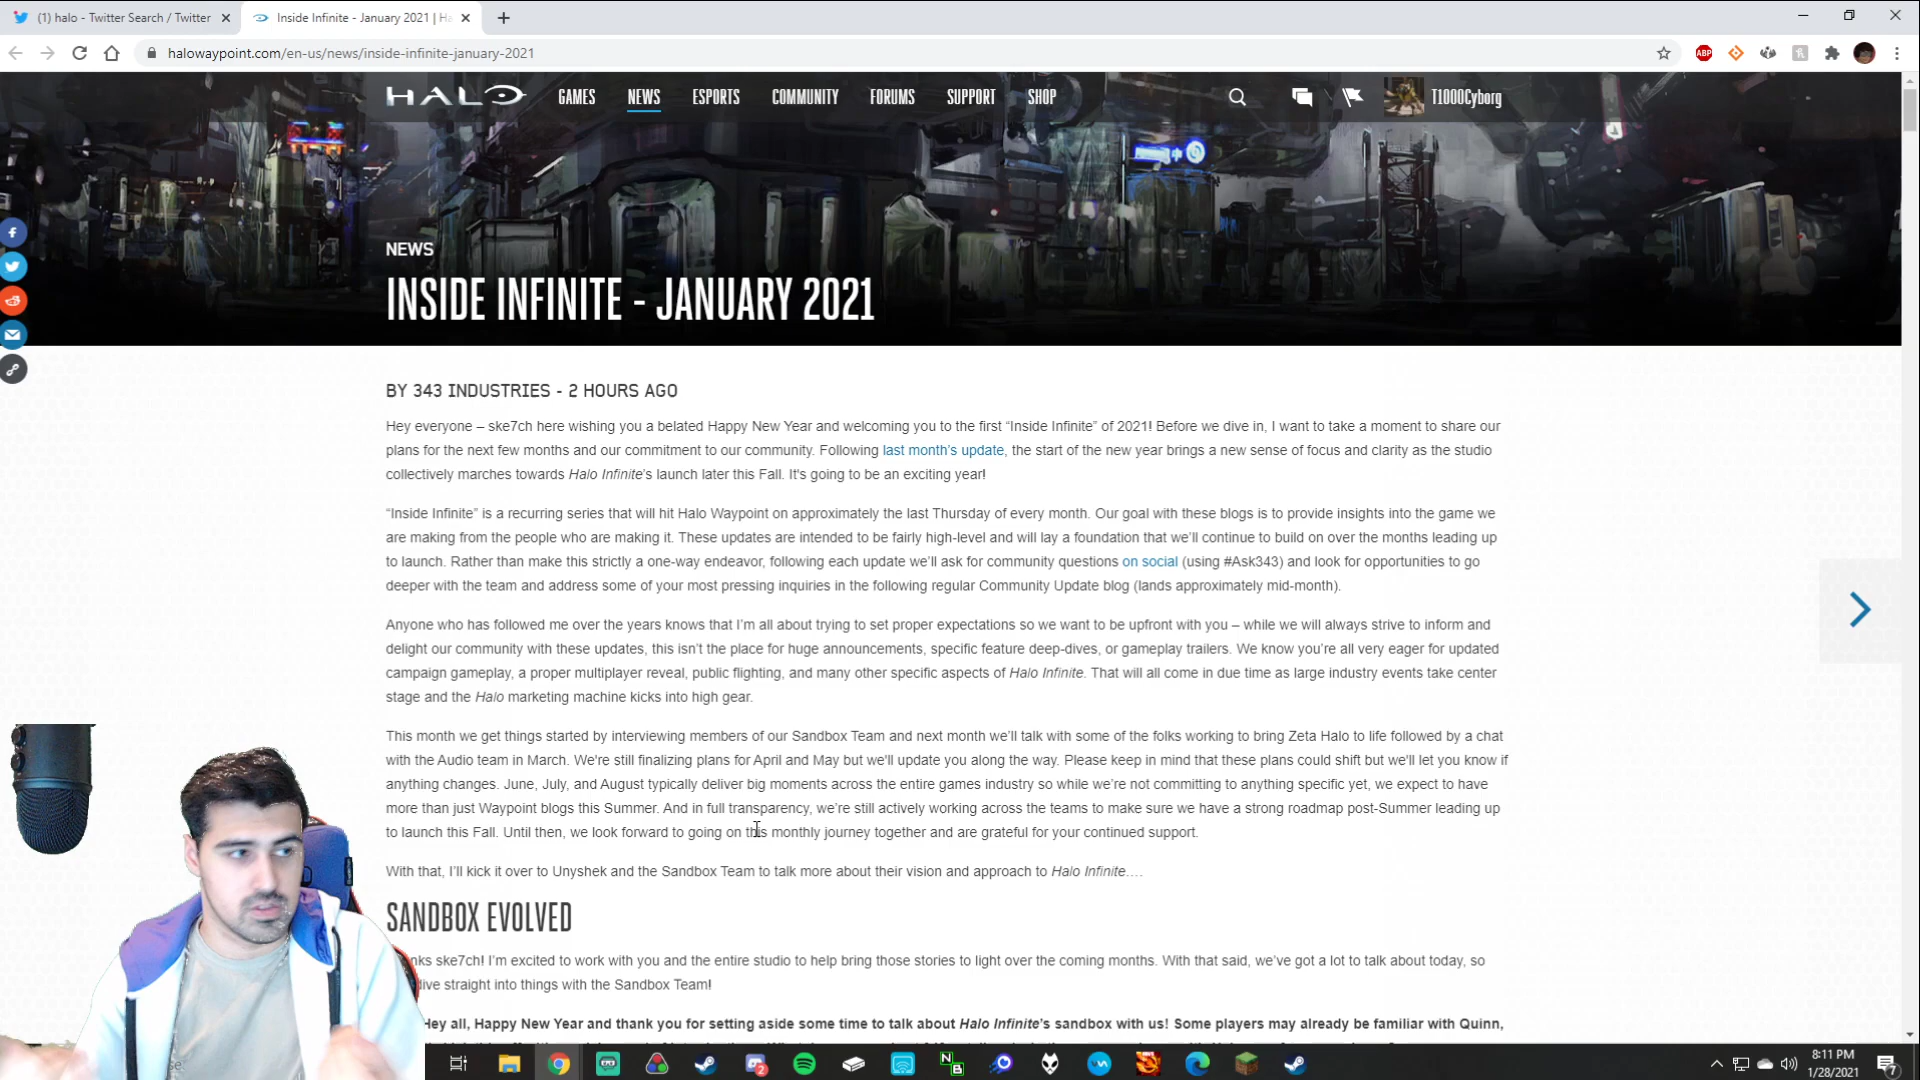 (1) halo - Twitter Search / Twitter
Inside Infinite - January 2021 | Ha
halowaypoint.com/en-us/news/inside-infinite-january-2021
ABP
HALO
GAMES
NEWS
ESPORTS
COMMUNITY
FORUMS
SUPPORT
SHOP
T1000Cyborg
NEWS
INSIDE INFINITE - JANUARY 2021
BY 343 INDUSTRIES - 2 HOURS AGO
Hey everyone – ske7ch here wishing you a belated Happy New Year and welcoming you to the first “Inside Infinite” of 2021! Before we dive in, I want to take a moment to share our
plans for the next few months and our commitment to our community. Following last month's update, the start of the new year brings a new sense of focus and clarity as the studio
collectively marches towards Halo Infinite’s launch later this Fall. It's going to be an exciting year!
“Inside Infinite” is a recurring series that will hit Halo Waypoint on approximately the last Thursday of every month. Our goal with these blogs is to provide insights into the game we
are making from the people who are making it. These updates are intended to be fairly high-level and will lay a foundation that we’ll continue to build on over the months leading up
to launch. Rather than make this strictly a one-way endeavor, following each update we’ll ask for community questions on social (using #Ask343) and look for opportunities to go
deeper with the team and address some of your most pressing inquiries in the following regular Community Update blog (lands approximately mid-month).
Anyone who has followed me over the years knows that I’m all about trying to set proper expectations so we want to be upfront with you – while we will always strive to inform and
delight our community with these updates, this isn’t the place for huge announcements, specific feature deep-dives, or gameplay trailers. We know you’re all very eager for updated
campaign gameplay, a proper multiplayer reveal, public flighting, and many other specific aspects of Halo Infinite. That will all come in due time as large industry events take center
stage and the Halo marketing machine kicks into high gear.
This month we get things started by interviewing members of our Sandbox Team and next month we’ll talk with some of the folks working to bring Zeta Halo to life followed by a chat
with the Audio team in March. We're still finalizing plans for April and May but we'll update you along the way. Please keep in mind that these plans could shift but we'll let you know if
anything changes. June, July, and August typically deliver big moments across the entire games industry so while we’re not committing to anything specific yet, we expect to have
more than just Waypoint blogs this Summer. And in full transparency, we’re still actively working across the teams to make sure we have a strong roadmap post-Summer leading up
to launch this Fall. Until then, we look forward to going on this monthly journey together and are grateful for your continued support.
With that, I’ll kick it over to Unyshek and the Sandbox Team to talk more about their vision and approach to Halo Infinite….
SANDBOX EVOLVED
nks ske7ch! I’m excited to work with you and the entire studio to help bring those stories to light over the coming months. With that said, we’ve got a lot to talk about today, so
dive straight into things with the Sandbox Team!
Hey all, Happy New Year and thank you for setting aside some time to talk about Halo Infinite’s sandbox with us! Some players may already be familiar with Quinn,
8:11 PM
1/28/2021
7